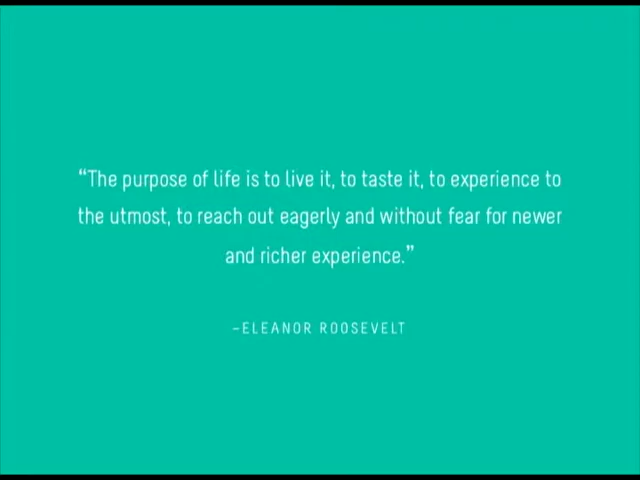 “The purpose of life is to live it, to taste it, to experience to
the utmost, to reach out eagerly and without fear for newer
and richer experience.”
–ELEANOR ROOSEVELT